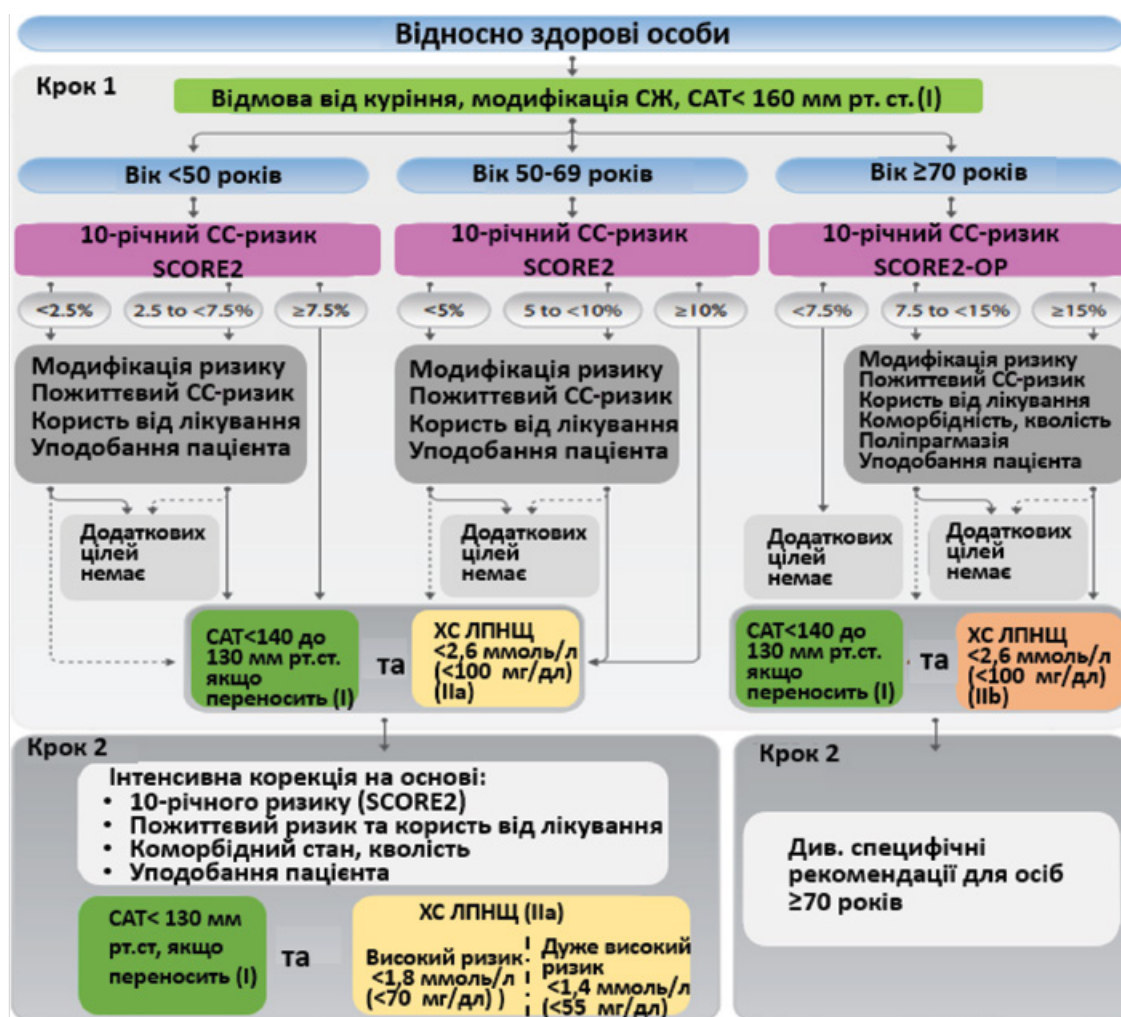 Відносно здорові особи
Крок 1
Відмова від куріння, модифікація СЖ, САТ< 160 мм рт. ст.(І)
Вік <50 років
Вік 50-69 років
Вік ≥70 років
10-річний СС-ризик
SCORE2
10-річний СС-ризик
SCORE2
10-річний СС-ризик
SCORE2-OP
<2.5%
2.5 to <7.5%
≥7.5%
<5%
5 to <10%
≥10%
<7.5%
7.5 to <15%
≥15%
Модифікація ризику
Пожиттєвий СС-ризик
Користь від лікування
Уподобання пацієнта
Модифікація ризику
Пожиттєвий СС-ризик
Користь від лікування
Уподобання пацієнта
Модифікація ризику
Пожиттєвий СС-ризик
Користь від лікування
Коморбідність, кволість
Поліпрагмазія
Уподобання пацієнта
Додаткових
цілей
немає
Додаткових
цілей
немає
Додаткових
цілей
немає
Додаткових
цілей
немає
САТ<140 до
130 мм рт.ст.
якщо
переносить (І)
та
ХС ЛПНЩ
<2,6 ммоль/л
(<100 мг/дл)
(IIa)
САТ<140 до
130 мм рт.ст.
якщо
переносить (І)
та
ХС ЛПНЩ
<2,6 ммоль/л
(<100 мг/дл)
(IIb)
Крок 2
Інтенсивна корекція на основі:
• 10-річного ризику (SCORE2)
• Пожиттєвий ризик та користь від лікування
• Коморбідний стан, кволість
• Уподобання пацієнта
САТ< 130 мм
рт.ст, якщо
переносить (І)
та
ХС ЛПНЩ (IIa)
Високий ризик
<1,8 ммоль/л
(<70 мг/дл) )
Дуже високий
ризик
<1,4 ммоль/л
(<55 мг/дл)
Крок 2
Див. специфічні
рекомендації для осіб
≥70 років